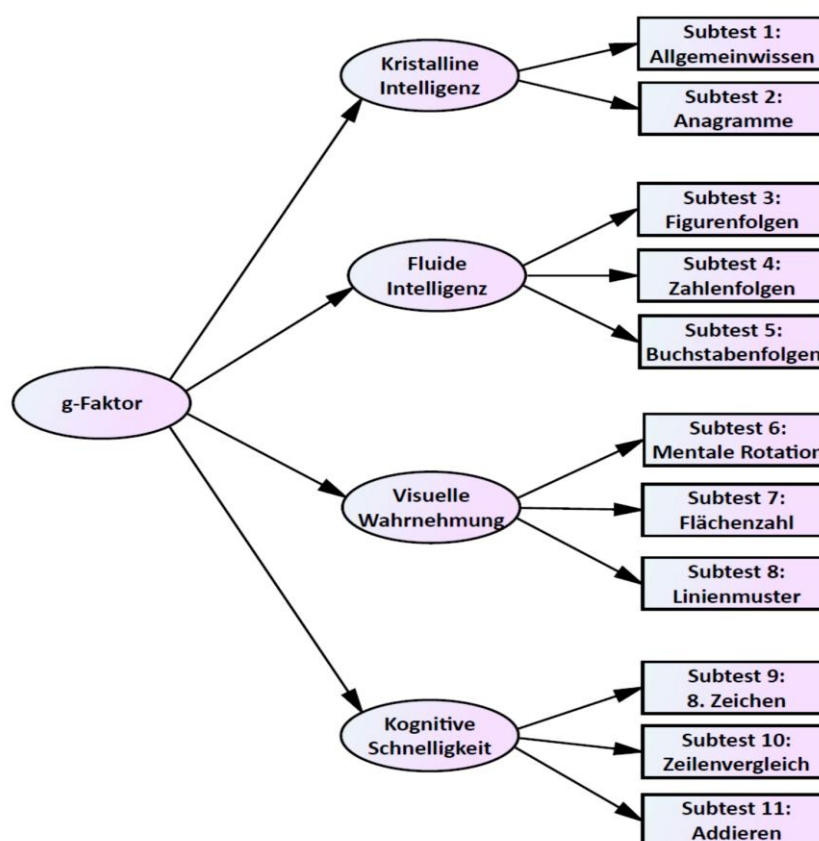 Kristalline
Intelligenz
Subtest 1:
Allgemeinwissen
Subtest 2:
Anagramme
Fluide
Intelligenz
Subtest 3:
Figurenfolgen
Subtest 4:
Zahlenfolgen
Subtest 5:
Buchstabenfolgen
g-Faktor
Visuelle
Wahrnehmung
Subtest 6:
Mentale Rotation
Subtest 7:
Flächenzahl
Subtest 8:
Linienmuster
Kognitive
Schnelligkeit
Subtest 9:
8. Zeichen
Subtest 10:
Zeilenvergleich
Subtest 11:
Addieren